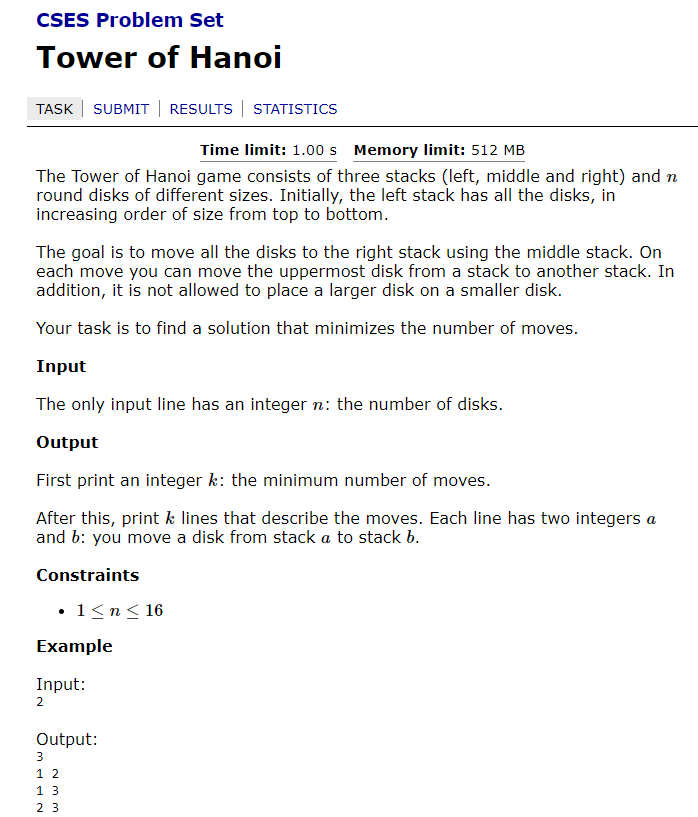 CSES Problem Set
Tower of Hanoi
TASK | SUBMIT | RESULTS | STATISTICS
Time limit: 1.00 s Memory limit: 512 MB
The Tower of Hanoi game consists of three stacks (left, middle and right) and n
round disks of different sizes. Initially, the left stack has all the disks, in
increasing order of size from top to bottom.
The goal is to move all the disks to the right stack using the middle stack. On
each move you can move the uppermost disk from a stack to another stack. In
addition, it is not allowed to place a larger disk on a smaller disk.
Your task is to find a solution that minimizes the number of moves.
Input
The only input line has an integer n: the number of disks.
Output
First print an integer k: the minimum number of moves.
After this, print k lines that describe the moves. Each line has two integers a
and b: you move a disk from stack a to stack b.
Constraints
• 1 ≤ n ≤ 16
Example
Input:
2
Output:
3
1 2
1 3
2 3